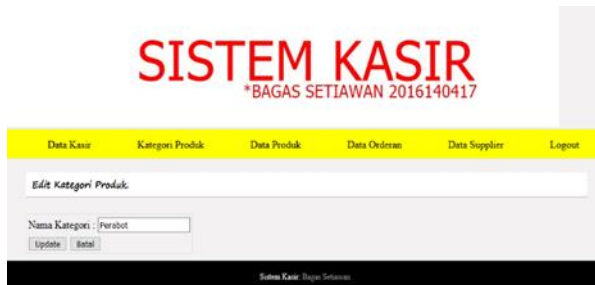 SISTEM KASIR
*BAGAS SETIAWAN 2016140417
Data Kasir Kategori Produk Data Produk Data Orderan Data Supplier Logout
Edit Kategori Produk.
Nama Kategori : Perabot
Update Batal
Sistem Kasir: Bagas Setiawan.